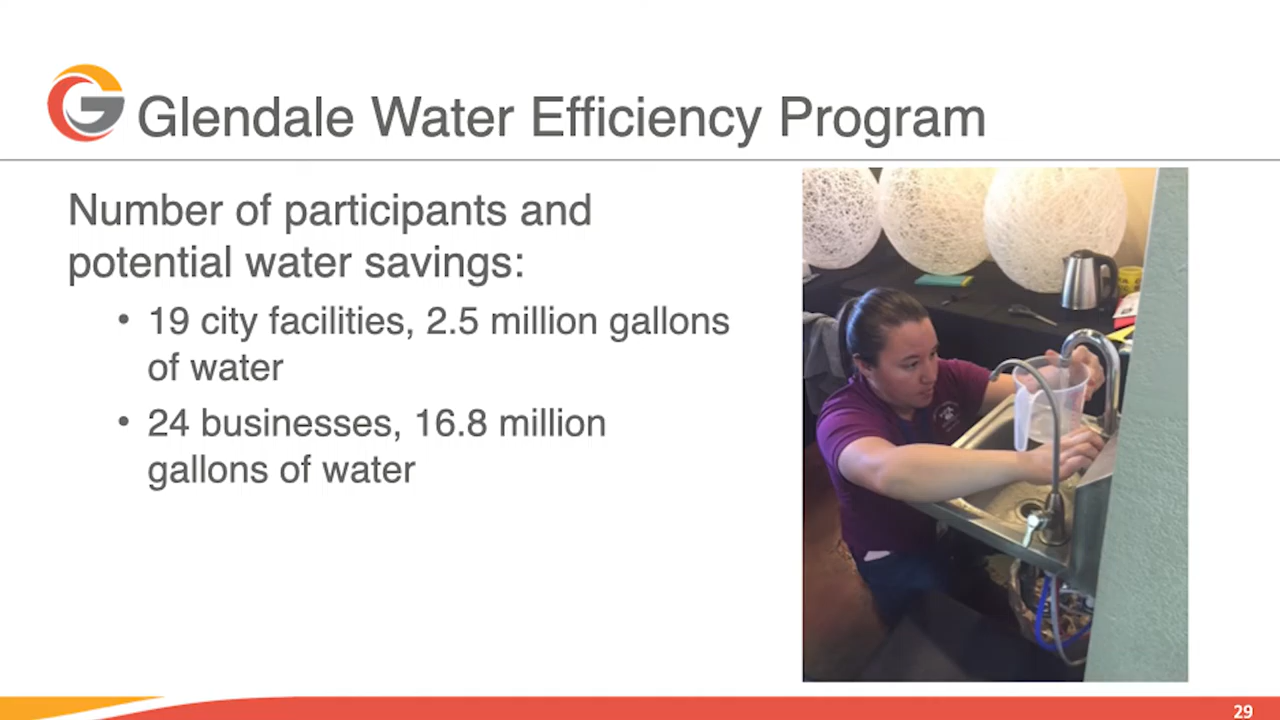 Glendale Water Efficiency Program
Number of participants and
potential water savings:
• 19 city facilities, 2.5 million gallons
of water
• 24 businesses, 16.8 million
gallons of water
29